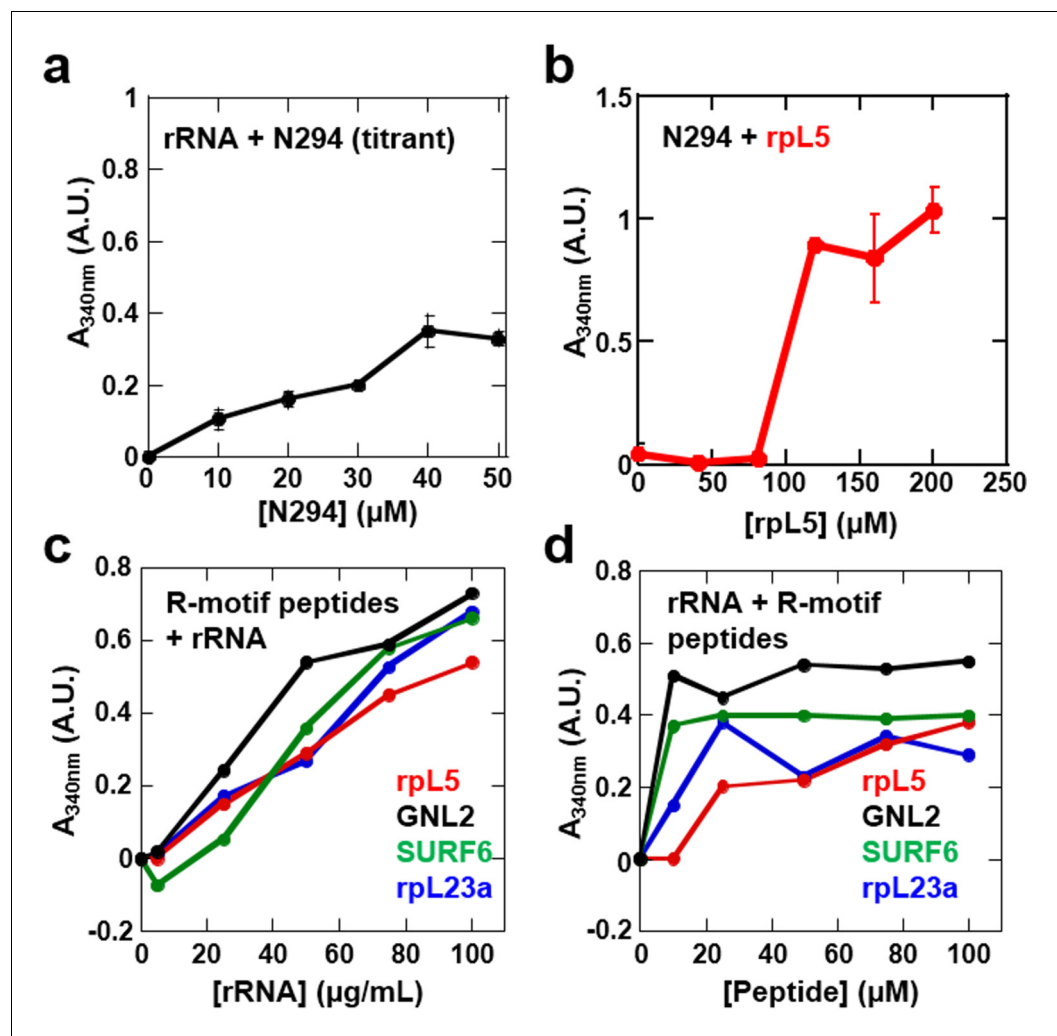 a
1
0.8
0.6
0.4
0.2
0
rRNA + N294 (titrant)
A340nm (A.U.)
0 10 20 30 40 50
[N294] (µM)
b
1.5
1
0.5
0
N294 + rpL5
A340nm (A.U.)
0 50 100 150 200 250
[rpL5] (µM)
c
0.8
0.6
0.4
0.2
0
-0.2
R-motif peptides
+ rRNA
A340nm (A.U.)
rpL5
GNL2
SURF6
rpL23a
0 20 40 60 80 100
[rRNA] (µg/mL)
d
0.8
0.6
0.4
0.2
0
-0.2
rRNA + R-motif
peptides
A340nm (A.U.)
rpL5
GNL2
SURF6
rpL23a
0 20 40 60 80 100
[Peptide] (µM)